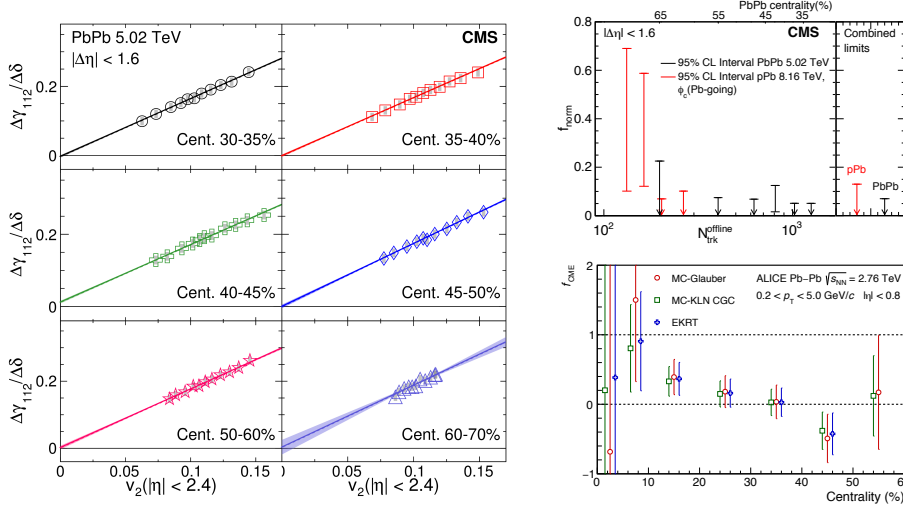 PbPb 5.02 TeV
|Δη| < 1.6
CMS
Δγ112/Δδ
0.2
0
Cent. 30-35%
Cent. 35-40%
Δγ112/Δδ
0.2
0
Cent. 40-45%
Cent. 45-50%
Δγ112/Δδ
0.2
0
Cent. 50-60%
Cent. 60-70%
0 0.05 0.1 0.15
0.05 0.1 0.15
v2(|η| < 2.4)
v2(|η| < 2.4)
PbPb centrality(%)
65 55 45 35
|Δη| < 1.6
CMS
Combined
limits
95% CL Interval PbPb 5.02 TeV
95% CL Interval pPb 8.16 TeV,
ϕc(Pb-going)
fnorm
0.8
0.6
0.4
0.2
0
pPb
PbPb
10²
10³
Ntrk^offline
fCME
MC-Glauber
MC-KLN CGC
EKRT
ALICE Pb−Pb √sNN = 2.76 TeV
0.2 < pT < 5.0 GeV/c |η| < 0.8
2
1
0
−1
0 10 20 30 40 50 60
Centrality (%)